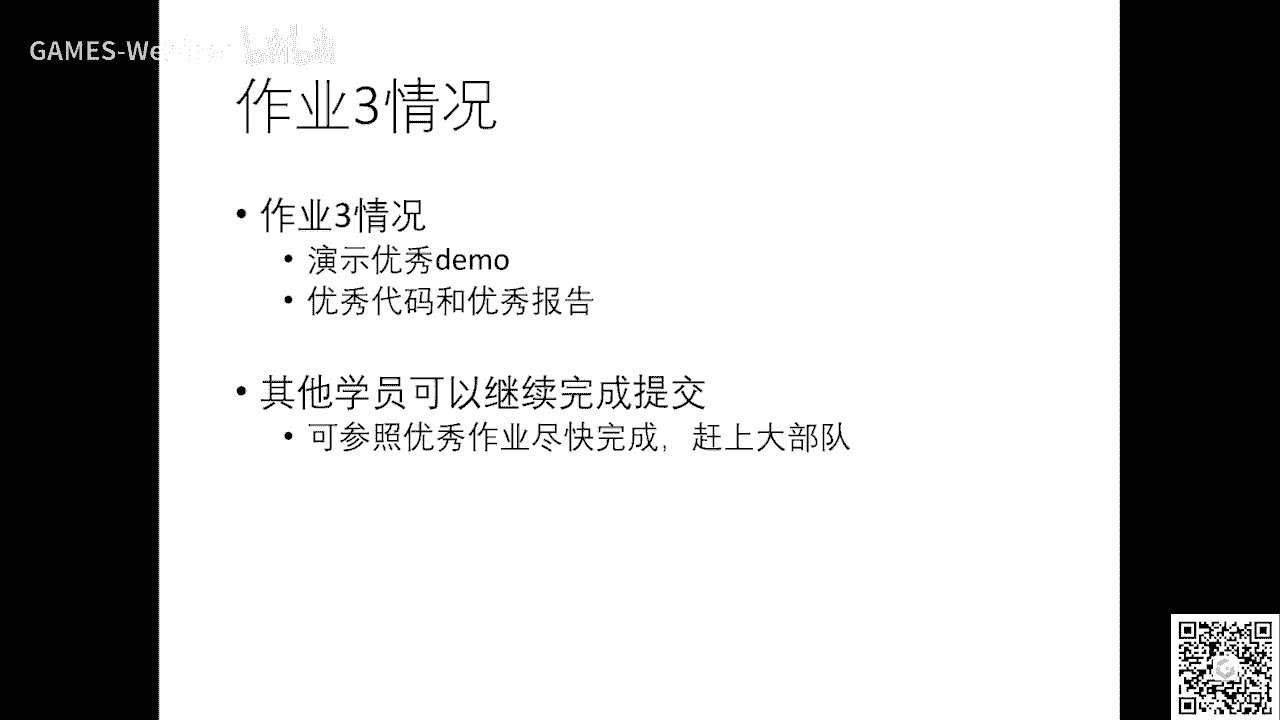 GAMES-We
作业3情况
• 作业3情况
• 演示优秀demo
• 优秀代码和优秀报告
• 其他学员可以继续完成提交
• 可参照优秀作业尽快完成，赶上大部队